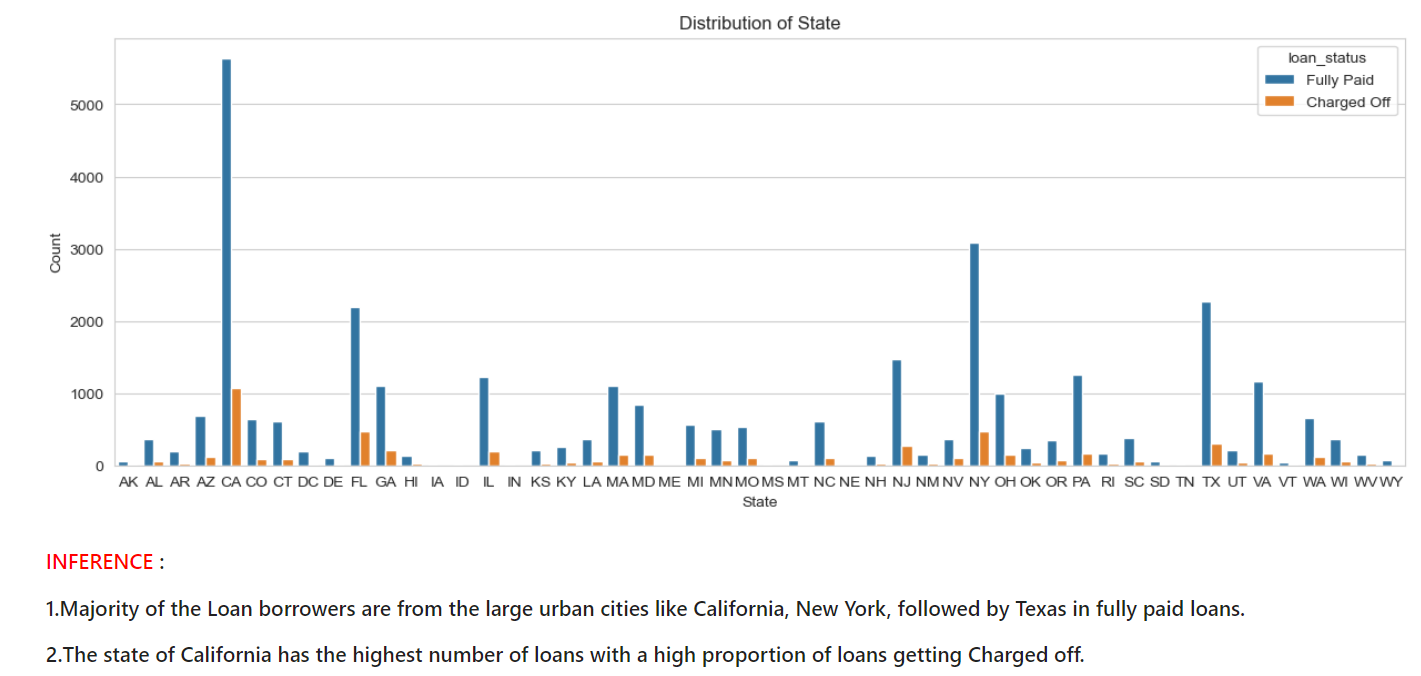 Distribution of State
loan_status
Fully Paid
Charged Off
5000
4000
3000
2000
1000
0
Count
AK AL AR AZ CA CO CT DC DE FL GA HI IA ID IL IN KS KY LA MA MD ME MI MN MO MS MT NC NE NH NJ NM NV NY OH OK OR PA RI SC SD TN TX UT VA VT WA WI WV WY
State
INFERENCE :
1.Majority of the Loan borrowers are from the large urban cities like California, New York, followed by Texas in fully paid loans.
2.The state of California has the highest number of loans with a high proportion of loans getting Charged off.